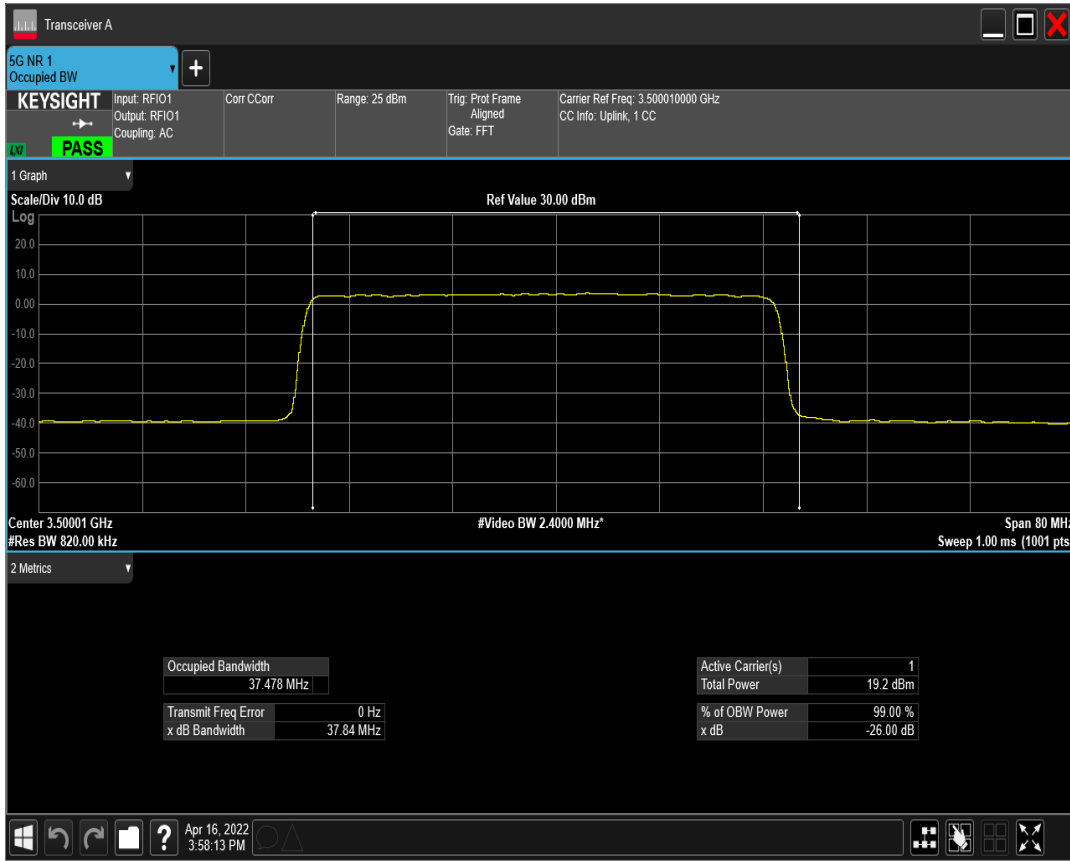 Transceiver A
5G NR 1
Occupied BW
KEYSIGHT
LXI
PASS
Input: RFIO1
Output: RFIO1
Coupling: AC
Corr CCorr
Range: 25 dBm
Trig: Prot Frame
Aligned
Gate: FFT
Carrier Ref Freq: 3.500010000 GHz
CC Info: Uplink, 1 CC
1 Graph
Scale/Div 10.0 dB
Ref Value 30.00 dBm
Log
20.0
10.0
0.00
-10.0
-20.0
-30.0
-40.0
-50.0
-60.0
Center 3.50001 GHz
#Video BW 2.4000 MHz*
Span 80 MHz
#Res BW 820.00 kHz
Sweep 1.00 ms (1001 pts
2 Metrics
Occupied Bandwidth
37.478 MHz
Transmit Freq Error 0 Hz
x dB Bandwidth 37.84 MHz
Active Carrier(s) 1
Total Power 19.2 dBm
% of OBW Power 99.00 %
x dB -26.00 dB
?
Apr 16, 2022
3:58:13 PM